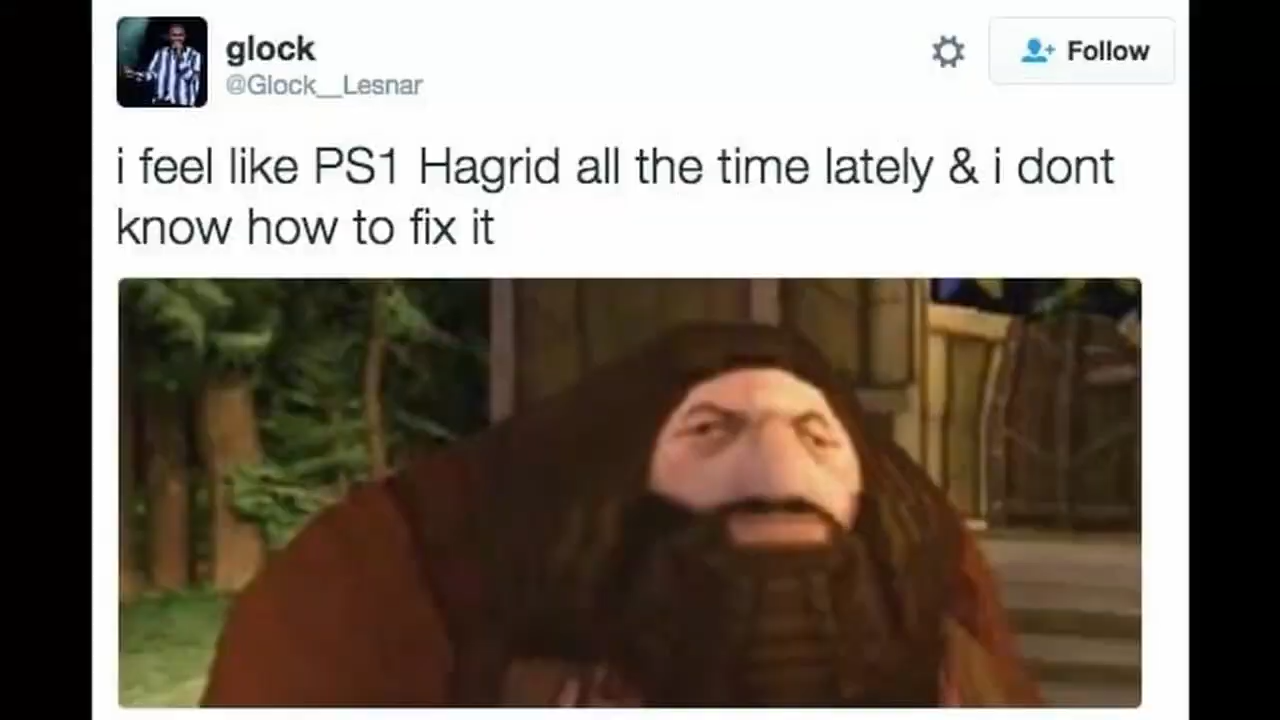 glock
@Glock__Lesnar
Follow
i feel like PS1 Hagrid all the time lately & i dont
know how to fix it